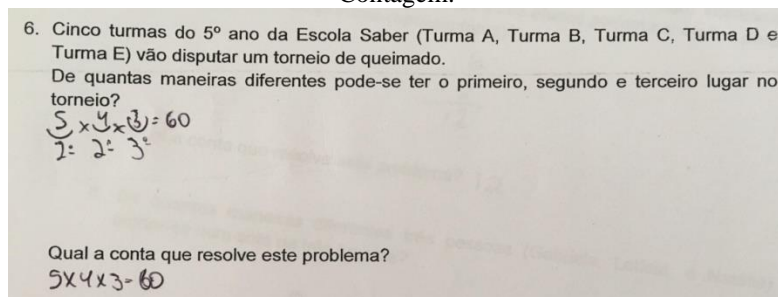 Contagem.
6. Cinco turmas do 5º ano da Escola Saber (Turma A, Turma B, Turma C, Turma D e
Turma E) vão disputar um torneio de queimado.
De quantas maneiras diferentes pode-se ter o primeiro, segundo e terceiro lugar no
torneio?
5 x 4 x 3 = 60
1º 2º 3º
Qual a conta que resolve este problema?
5x4x3=60